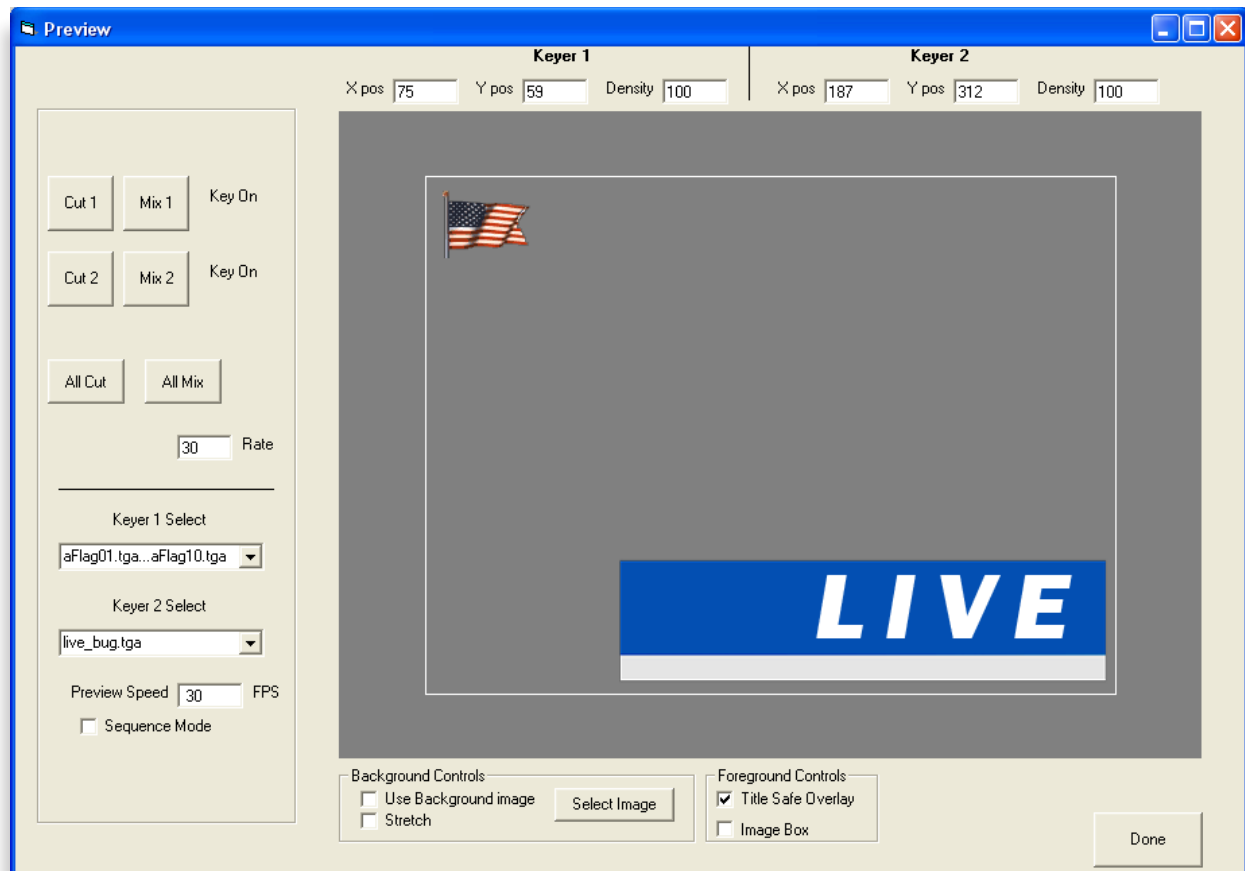 Preview
Keyer 1
Keyer 2
X pos 75 Y pos 59 Density 100
X pos 187 Y pos 312 Density 100
Cut 1 Mix 1 Key On
Cut 2 Mix 2 Key On
All Cut All Mix
30 Rate
Keyer 1 Select
aFlag01.tga...aFlag10.tga
Keyer 2 Select
live_bug.tga
Preview Speed 30 FPS
Sequence Mode
LIVE
Background Controls
Use Background image
Stretch
Select Image
Foreground Controls
Title Safe Overlay
Image Box
Done